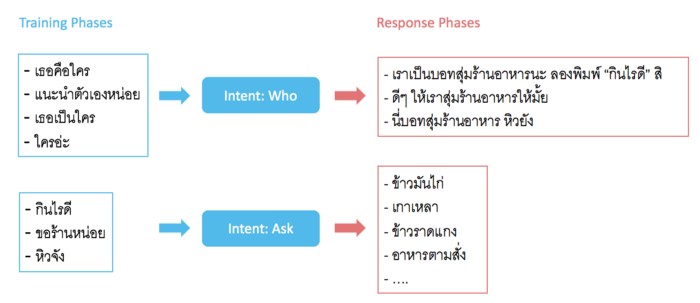 Training Phases
Response Phases
- เธอคือใคร
- แนะนำตัวเองหน่อย
- เธอเป็นใคร
- ใครอ่ะ
Intent: Who
- เราเป็นบอทสุ่มร้านอาหารนะ ลองพิมพ์ “กินไรดี” สิ
- ดีๆ ให้เราสุ่มร้านอาหารให้มั้ย
- นี่บอทสุ่มร้านอาหาร หิวยัง
- กินไรดี
- ขอร้านหน่อย
- หิวจัง
Intent: Ask
- ข้าวมันไก่
- เกาเหลา
- ข้าวราดแกง
- อาหารตามสั่ง
- ....